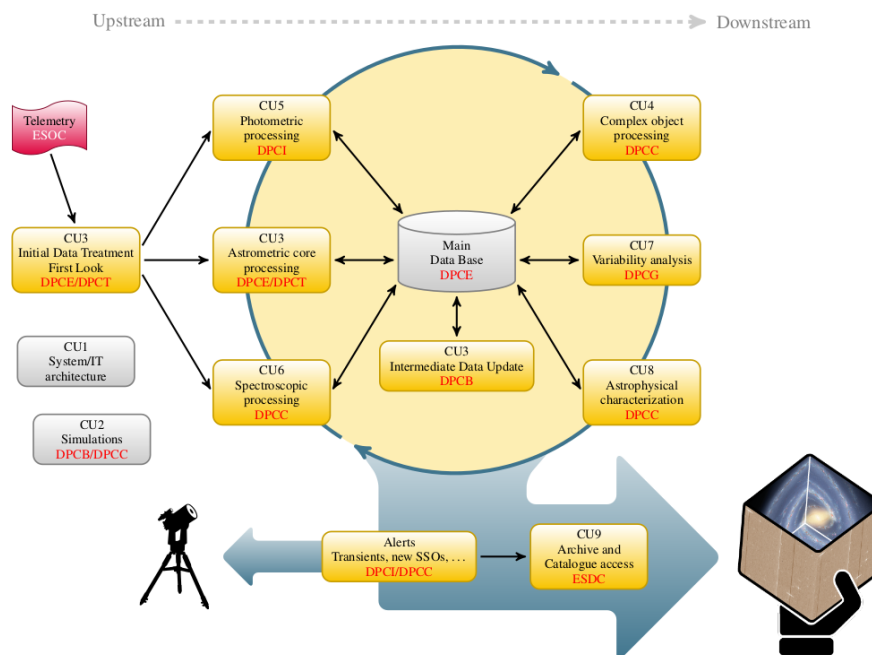 Upstream
Downstream
Telemetry
ESOC
CU5
Photometric
processing
DPCI
CU4
Complex object
processing
DPCC
CU3
Initial Data Treatment
First Look
DPCE/DPCT
CU3
Astrometric core
processing
DPCE/DPCT
Main
Data Base
DPCE
CU7
Variability analysis
DPCG
CU1
System/IT
architecture
CU6
Spectroscopic
processing
DPCC
CU3
Intermediate Data Update
DPCB
CU8
Astrophysical
characterization
DPCC
CU2
Simulations
DPCB/DPCC
Alerts
Transients, new SSOs, …
DPCI/DPCC
CU9
Archive and
Catalogue access
ESDC